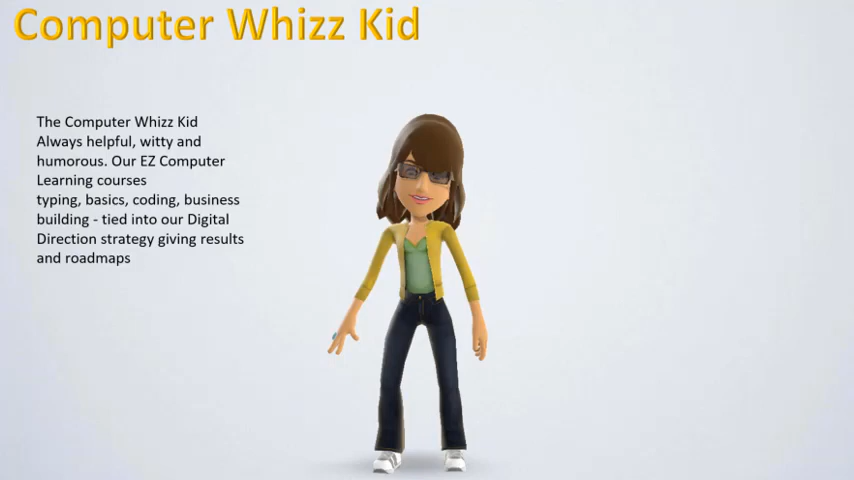 Computer Whizz Kid
The Computer Whizz Kid
Always helpful, witty and
humorous. Our EZ Computer
Learning courses
typing, basics, coding, business
building - tied into our Digital
Direction strategy giving results
and roadmaps